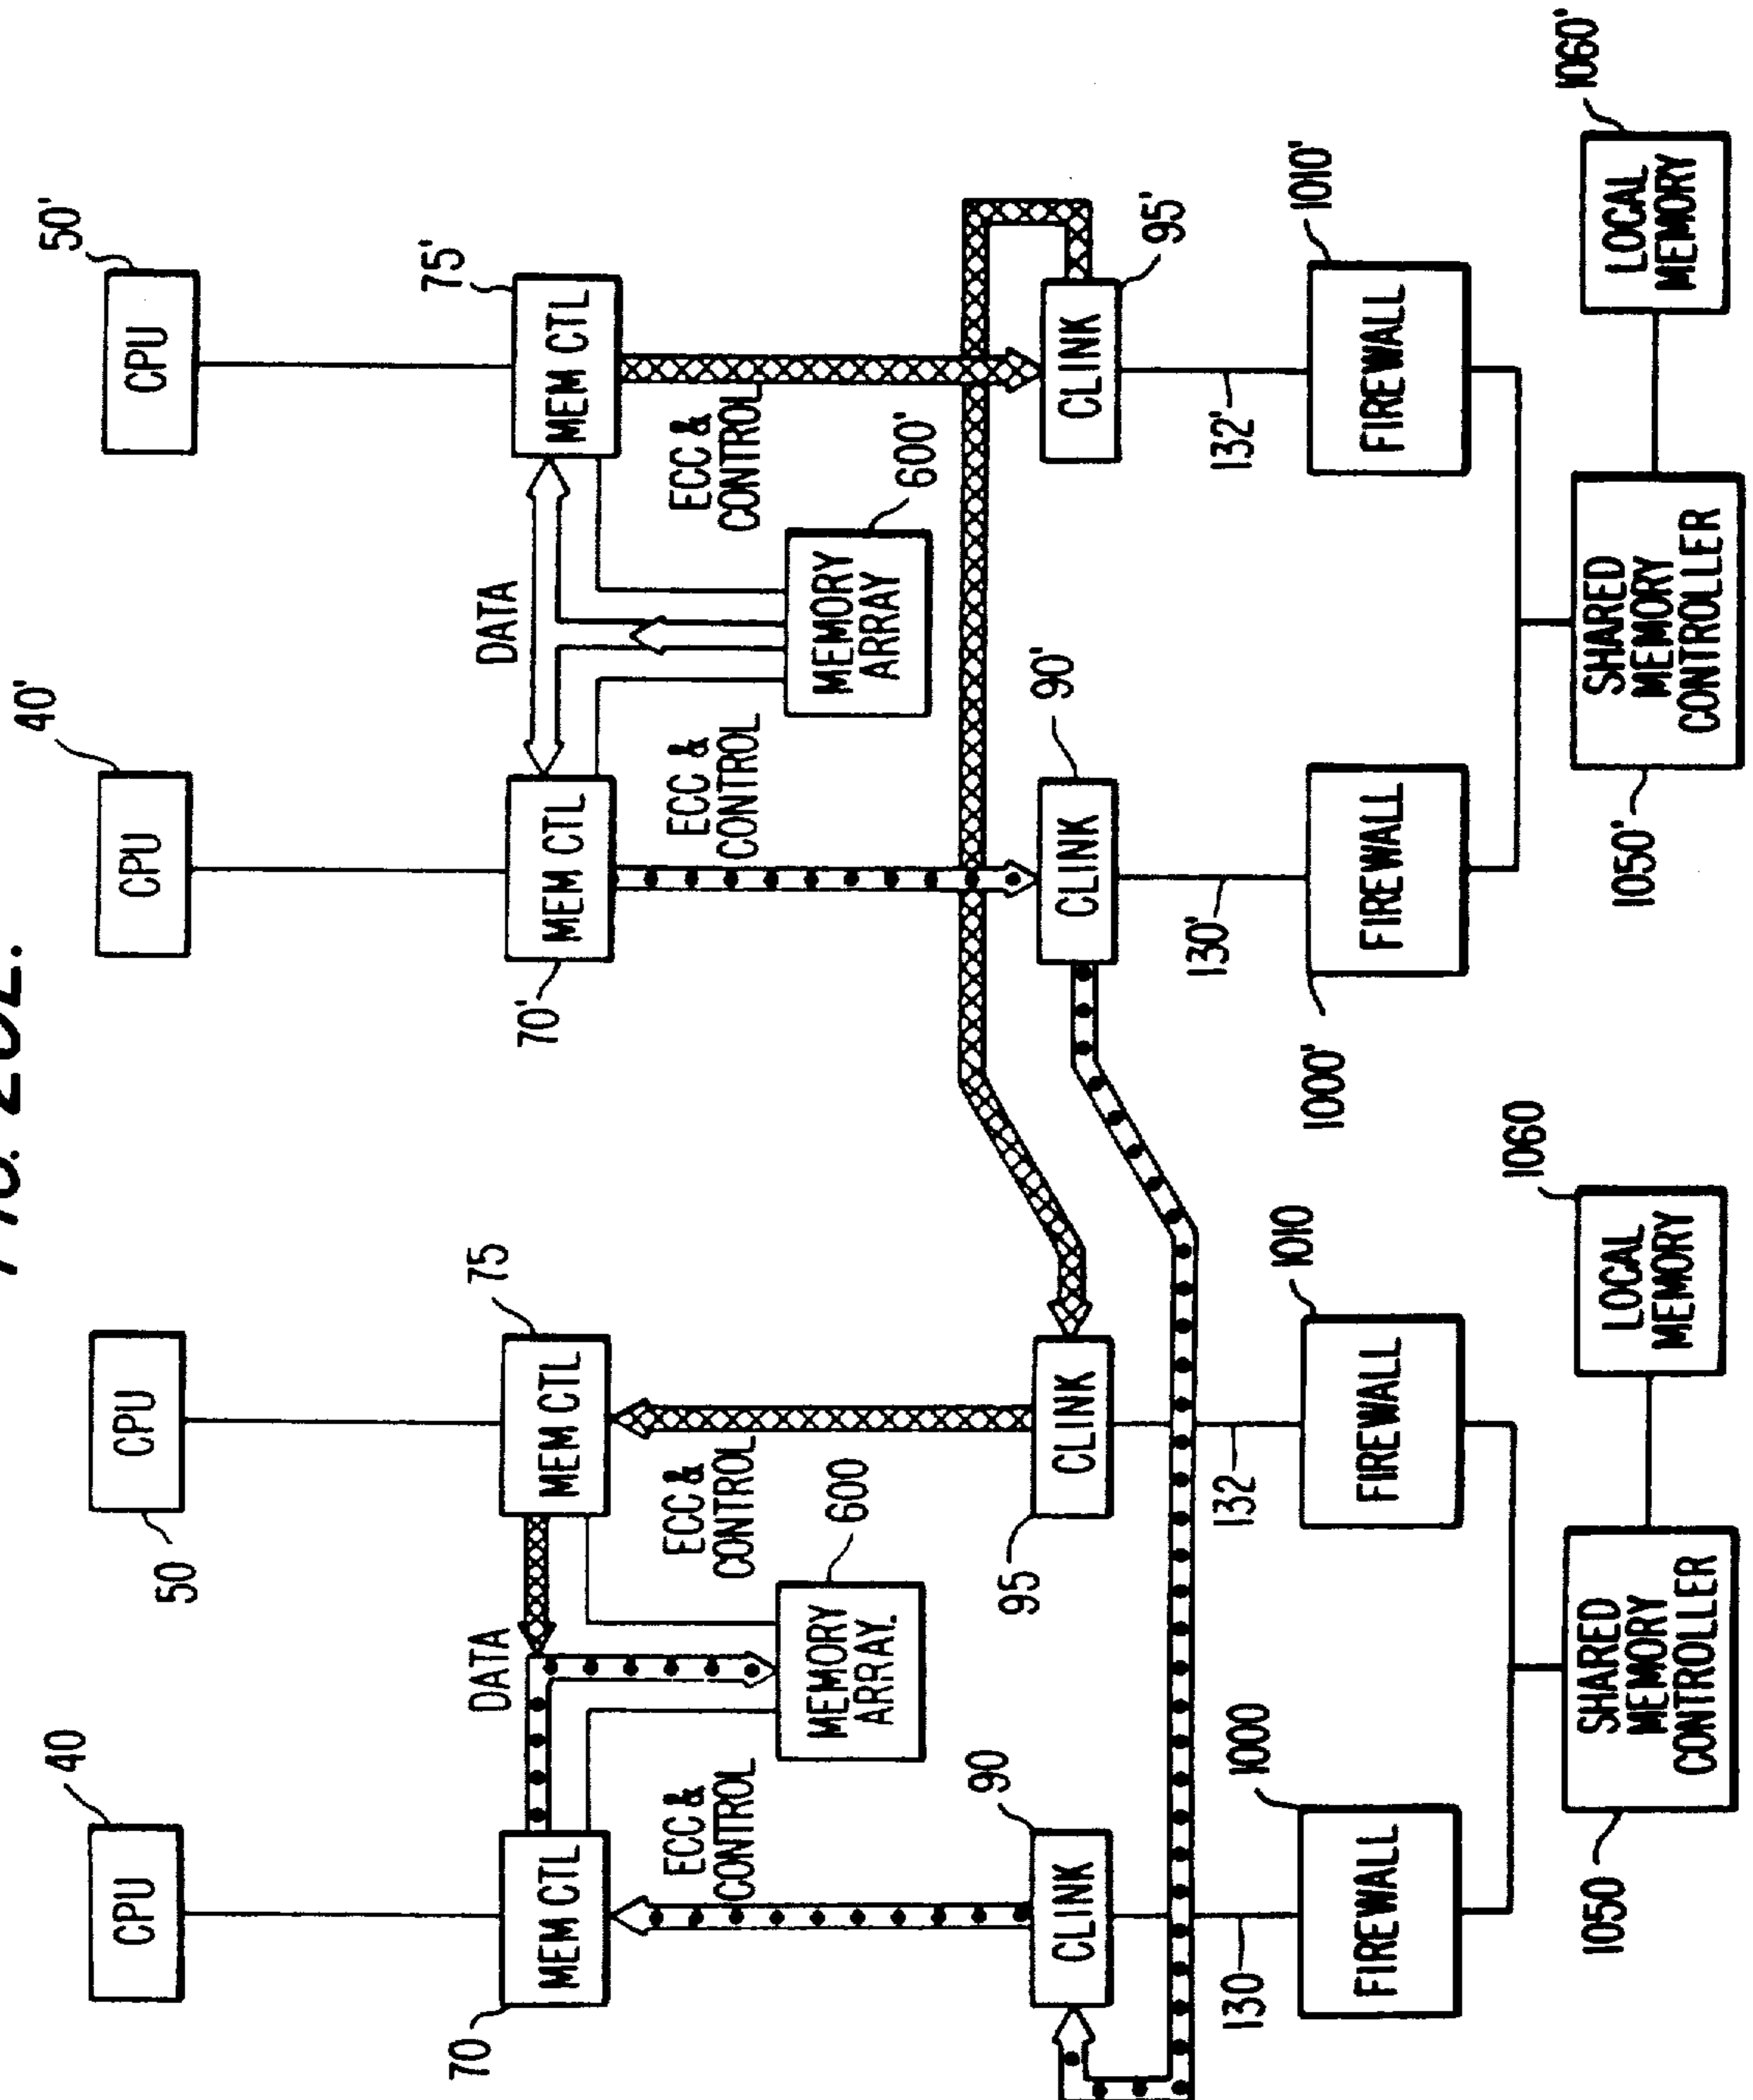 FIG. 20E.
40
CPU
50
CPU
40'
CPU
50'
CPU
70
MEM CTL
DATA
75
MEM CTL
70'
MEM CTL
DATA
75'
MEM CTL
ECC &
CONTROL
ECC &
CONTROL
ECC &
CONTROL
ECC &
CONTROL
MEMORY
ARRAY.
600
MEMORY
ARRAY
600'
90
CLINK
95
CLINK
90'
CLINK
95'
CLINK
130
132
130'
132'
1000
FIREWALL
1010
FIREWALL
1000'
FIREWALL
1010'
FIREWALL
1050
SHARED
MEMORY
CONTROLLER
1060
LOCAL
MEMORY
1050'
SHARED
MEMORY
CONTROLLER
1060'
LOCAL
MEMORY